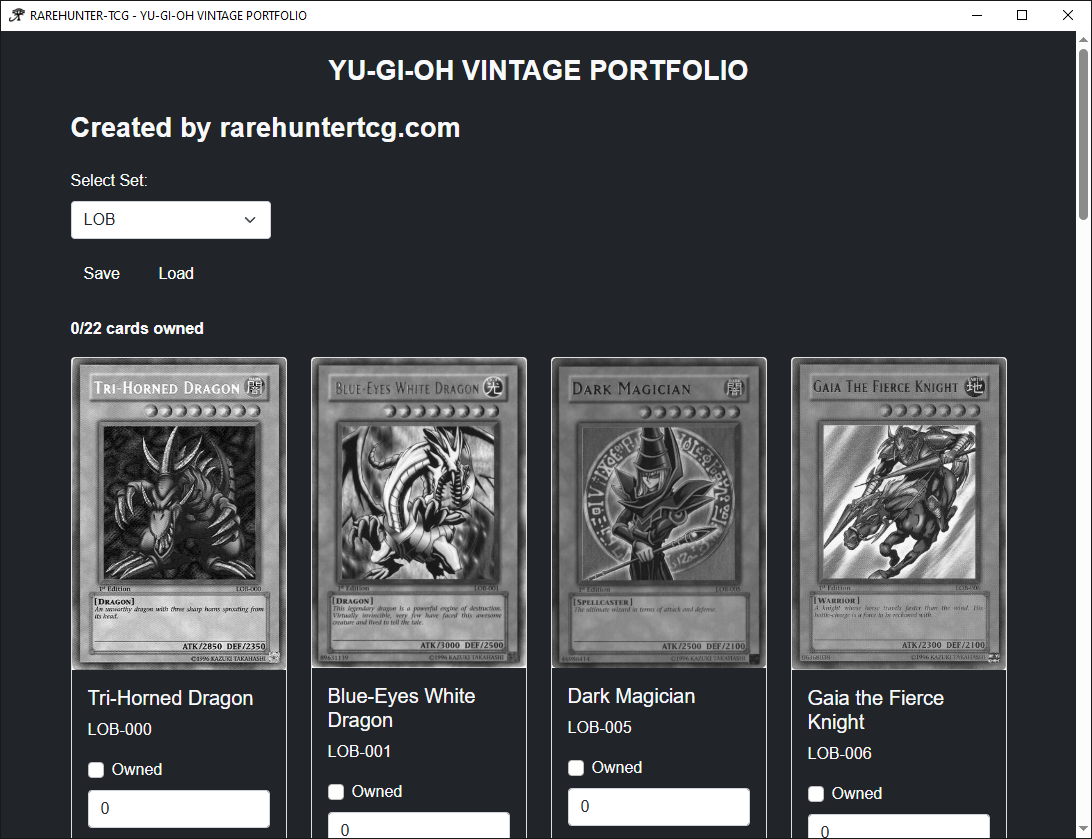 RAREHUNTER-TCG - YU-GI-OH VINTAGE PORTFOLIO
YU-GI-OH VINTAGE PORTFOLIO
Created by rarehuntertcg.com
Select Set:
LOB
Save Load
0/22 cards owned
TRI-HORNED DRAGON 闇
1st Edition LOB-000
[DRAGON]
An unworthy dragon with three sharp horns sprouting from
its head.
ATK/2850 DEF/2350
©1996 KAZUKI TAKAHASHI
Tri-Horned Dragon
LOB-000
Owned
0
BLUE-EYES WHITE DRAGON 光
1st Edition LOB-001
[DRAGON]
This legendary dragon is a powerful engine of destruction.
Virtually invincible, very few have faced this awesome
creature and lived to tell the tale.
ATK/3000 DEF/2500
89631139 ©1996 KAZUKI TAKAHASHI
Blue-Eyes White
Dragon
LOB-001
Owned
0
DARK MAGICIAN 闇
1st Edition LOB-005
[SPELLCASTER]
The ultimate wizard in terms of attack and defense.
ATK/2500 DEF/2100
©1996 KAZUKI TAKAHASHI
Dark Magician
LOB-005
Owned
0
GAIA THE FIERCE KNIGHT 地
1st Edition LOB-006
[WARRIOR]
A knight whose horse travels faster than the wind. His
battle-charge is a force to be reckoned with.
ATK/2300 DEF/2100
©1996 KAZUKI TAKAHASHI
Gaia the Fierce
Knight
LOB-006
Owned
0